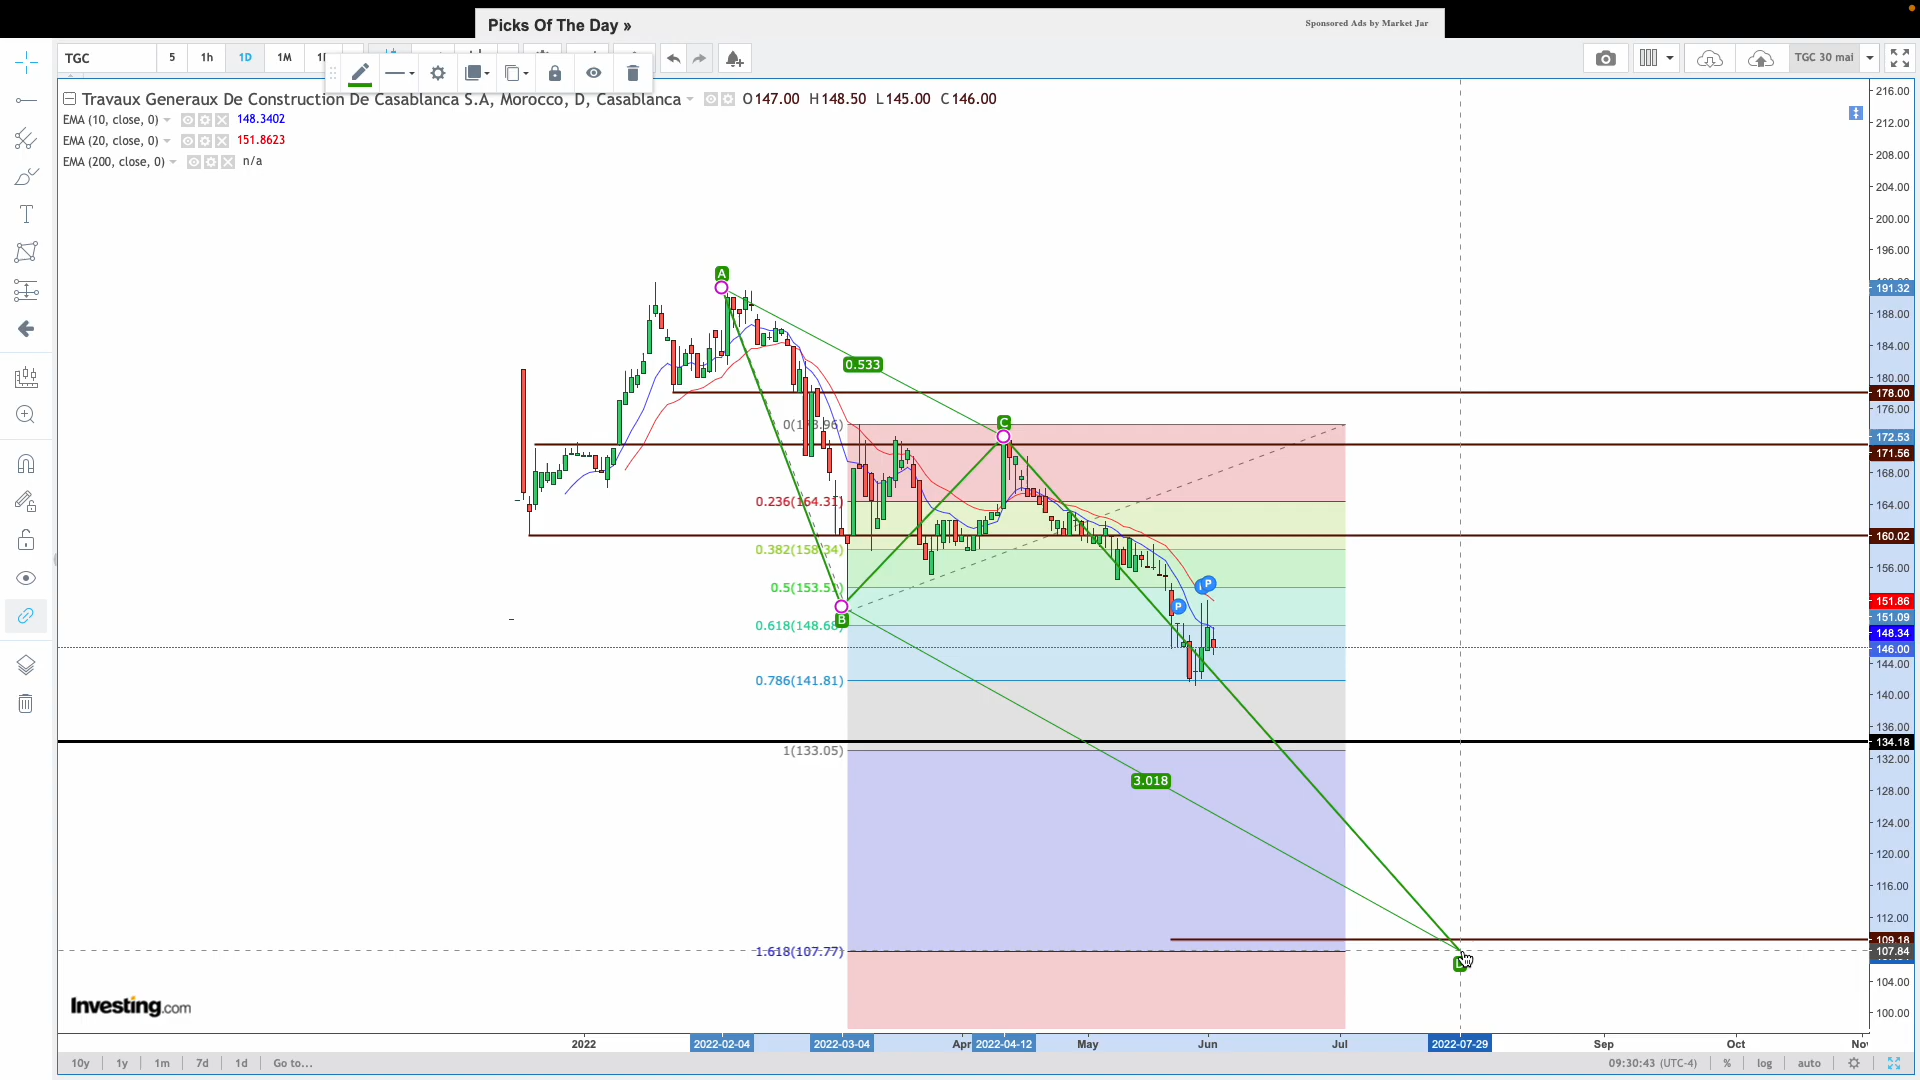 Picks Of The Day »
Sponsored Ads by Market Jar
TGC 5 1h 1D 1M
TGC 30 mai
Travaux Generaux De Construction De Casablanca S.A, Morocco, D, Casablanca O147.00 H148.50 L145.00 C146.00
EMA (10, close, 0) 148.3402
EMA (20, close, 0) 151.8623
EMA (200, close, 0) n/a
A
0.533
C
B
P
P
3.018
0.236(164.31)
0.382(158.34)
0.618(148.68)
0.786(141.81)
1(133.05)
1.618(107.77)
216.00
212.00
208.00
204.00
200.00
196.00
191.32
188.00
184.00
180.00
178.00
176.00
172.53
171.56
168.00
164.00
160.02
156.00
151.86
151.09
148.34
146.00
144.00
140.00
136.00
134.18
132.00
128.00
124.00
120.00
116.00
112.00
109.18
107.84
104.00
100.00
Investing.com
2022 2022-02-04 2022-03-04 Apr 2022-04-12 May Jun Jul 2022-07-29 Sep Oct
10y 1y 1m 7d 1d Go to... 09:30:43 (UTC-4) % log auto